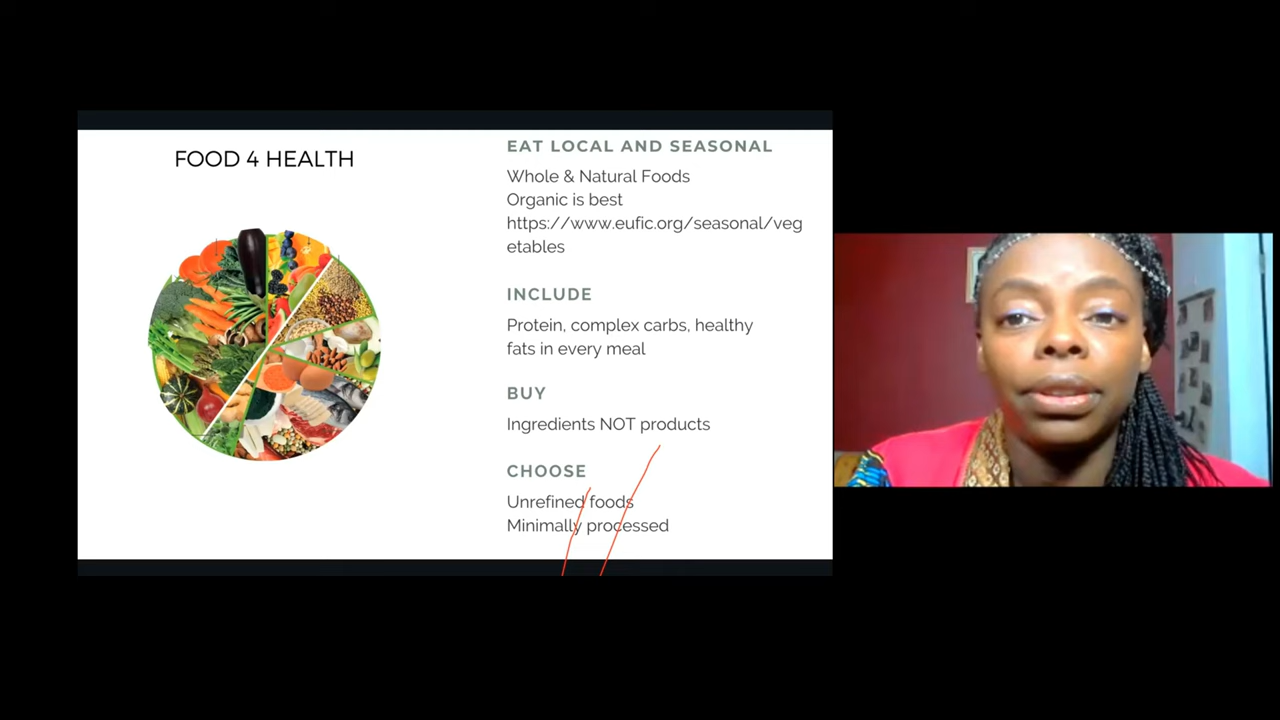 FOOD 4 HEALTH
EAT LOCAL AND SEASONAL
Whole & Natural Foods
Organic is best
https://www.eufic.org/seasonal/veg
etables
INCLUDE
Protein, complex carbs, healthy
fats in every meal
BUY
Ingredients NOT products
CHOOSE
Unrefined foods
Minimally processed